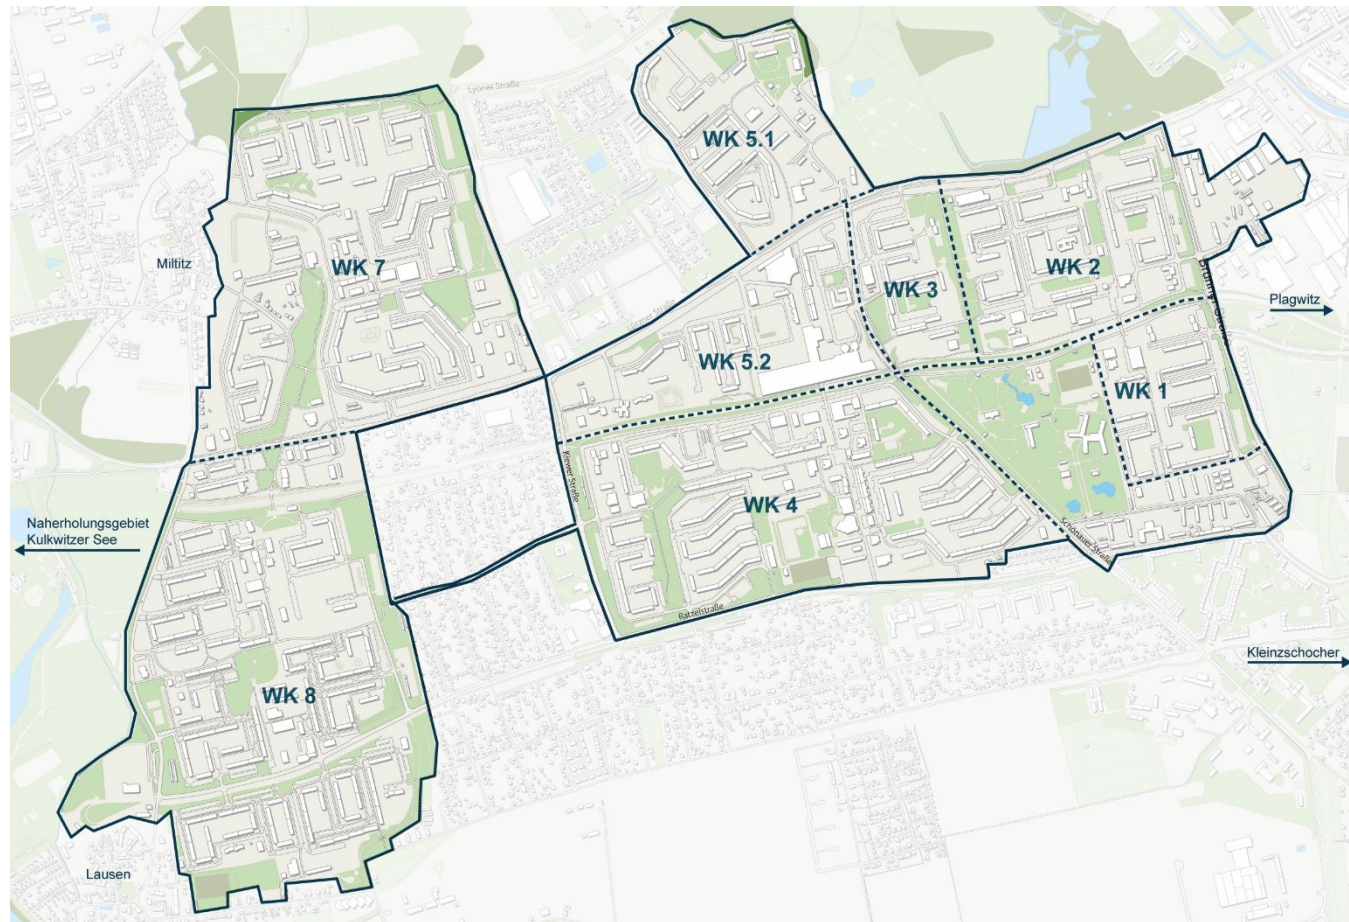 Lyoner Straße
WK 5.1
WK 7
Miltitz
WK 3
WK 2
Plagwitz
WK 5.2
WK 1
Kiewer Straße
WK 4
Naherholungsgebiet
Kulkwitzer See
Schönauer Straße
Ratzelstraße
Kleinzschocher
WK 8
Lausen